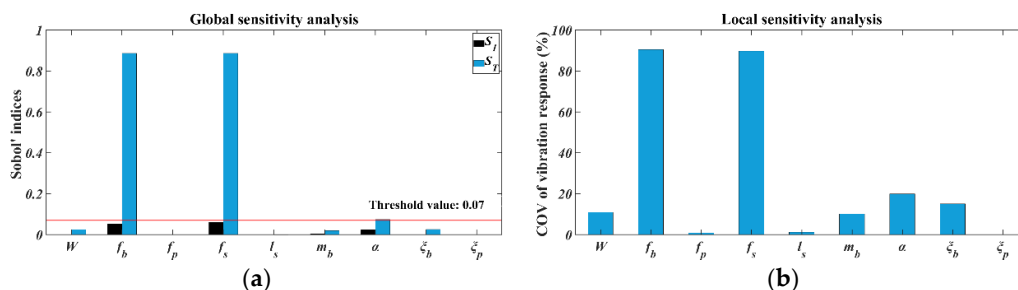 Global sensitivity analysis
Sobol' indices
1
0.8
0.6
0.4
0.2
0
S_I
S_T
Threshold value: 0.07
W f_b f_p f_s l_s m_b α ξ_b ξ_p
(a)
Local sensitivity analysis
COV of vibration response (%)
100
80
60
40
20
0
W f_b f_p f_s l_s m_b α ξ_b ξ_p
(b)